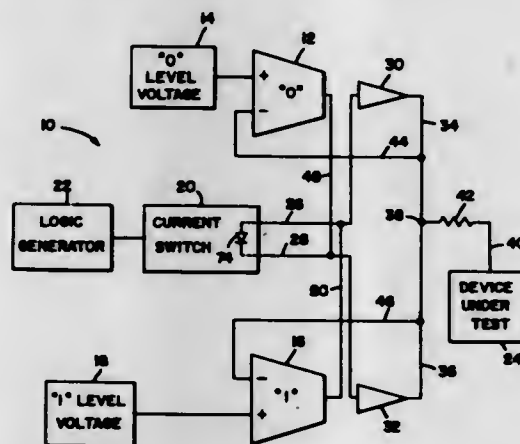 14
12
"0"
LEVEL
VOLTAGE
+
-
"0"
30
10
34
44
48
22
20
26
38
42
LOGIC
GENERATOR
CURRENT
SWITCH
74
28
40
50
46
DEVICE
UNDER
TEST
24
18
16
-
"1"
+
36
"1" LEVEL
VOLTAGE
32